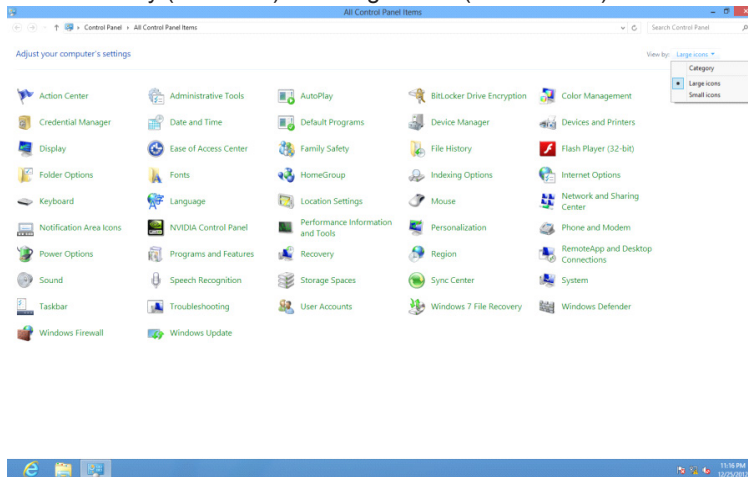 All Control Panel Items
Control Panel All Control Panel Items
Search Control Panel
Adjust your computer's settings
View by: Large icons
Category
Large icons
Small icons
Action Center
Administrative Tools
AutoPlay
BitLocker Drive Encryption
Color Management
Credential Manager
Date and Time
Default Programs
Device Manager
Devices and Printers
Display
Ease of Access Center
Family Safety
File History
Flash Player (32-bit)
Folder Options
Fonts
HomeGroup
Indexing Options
Internet Options
Keyboard
Language
Location Settings
Mouse
Network and Sharing
Center
Notification Area Icons
NVIDIA Control Panel
Performance Information
and Tools
Personalization
Phone and Modem
Power Options
Programs and Features
Recovery
Region
RemoteApp and Desktop
Connections
Sound
Speech Recognition
Storage Spaces
Sync Center
System
Taskbar
Troubleshooting
User Accounts
Windows 7 File Recovery
Windows Defender
Windows Firewall
Windows Update
11:16 PM
12/25/2012